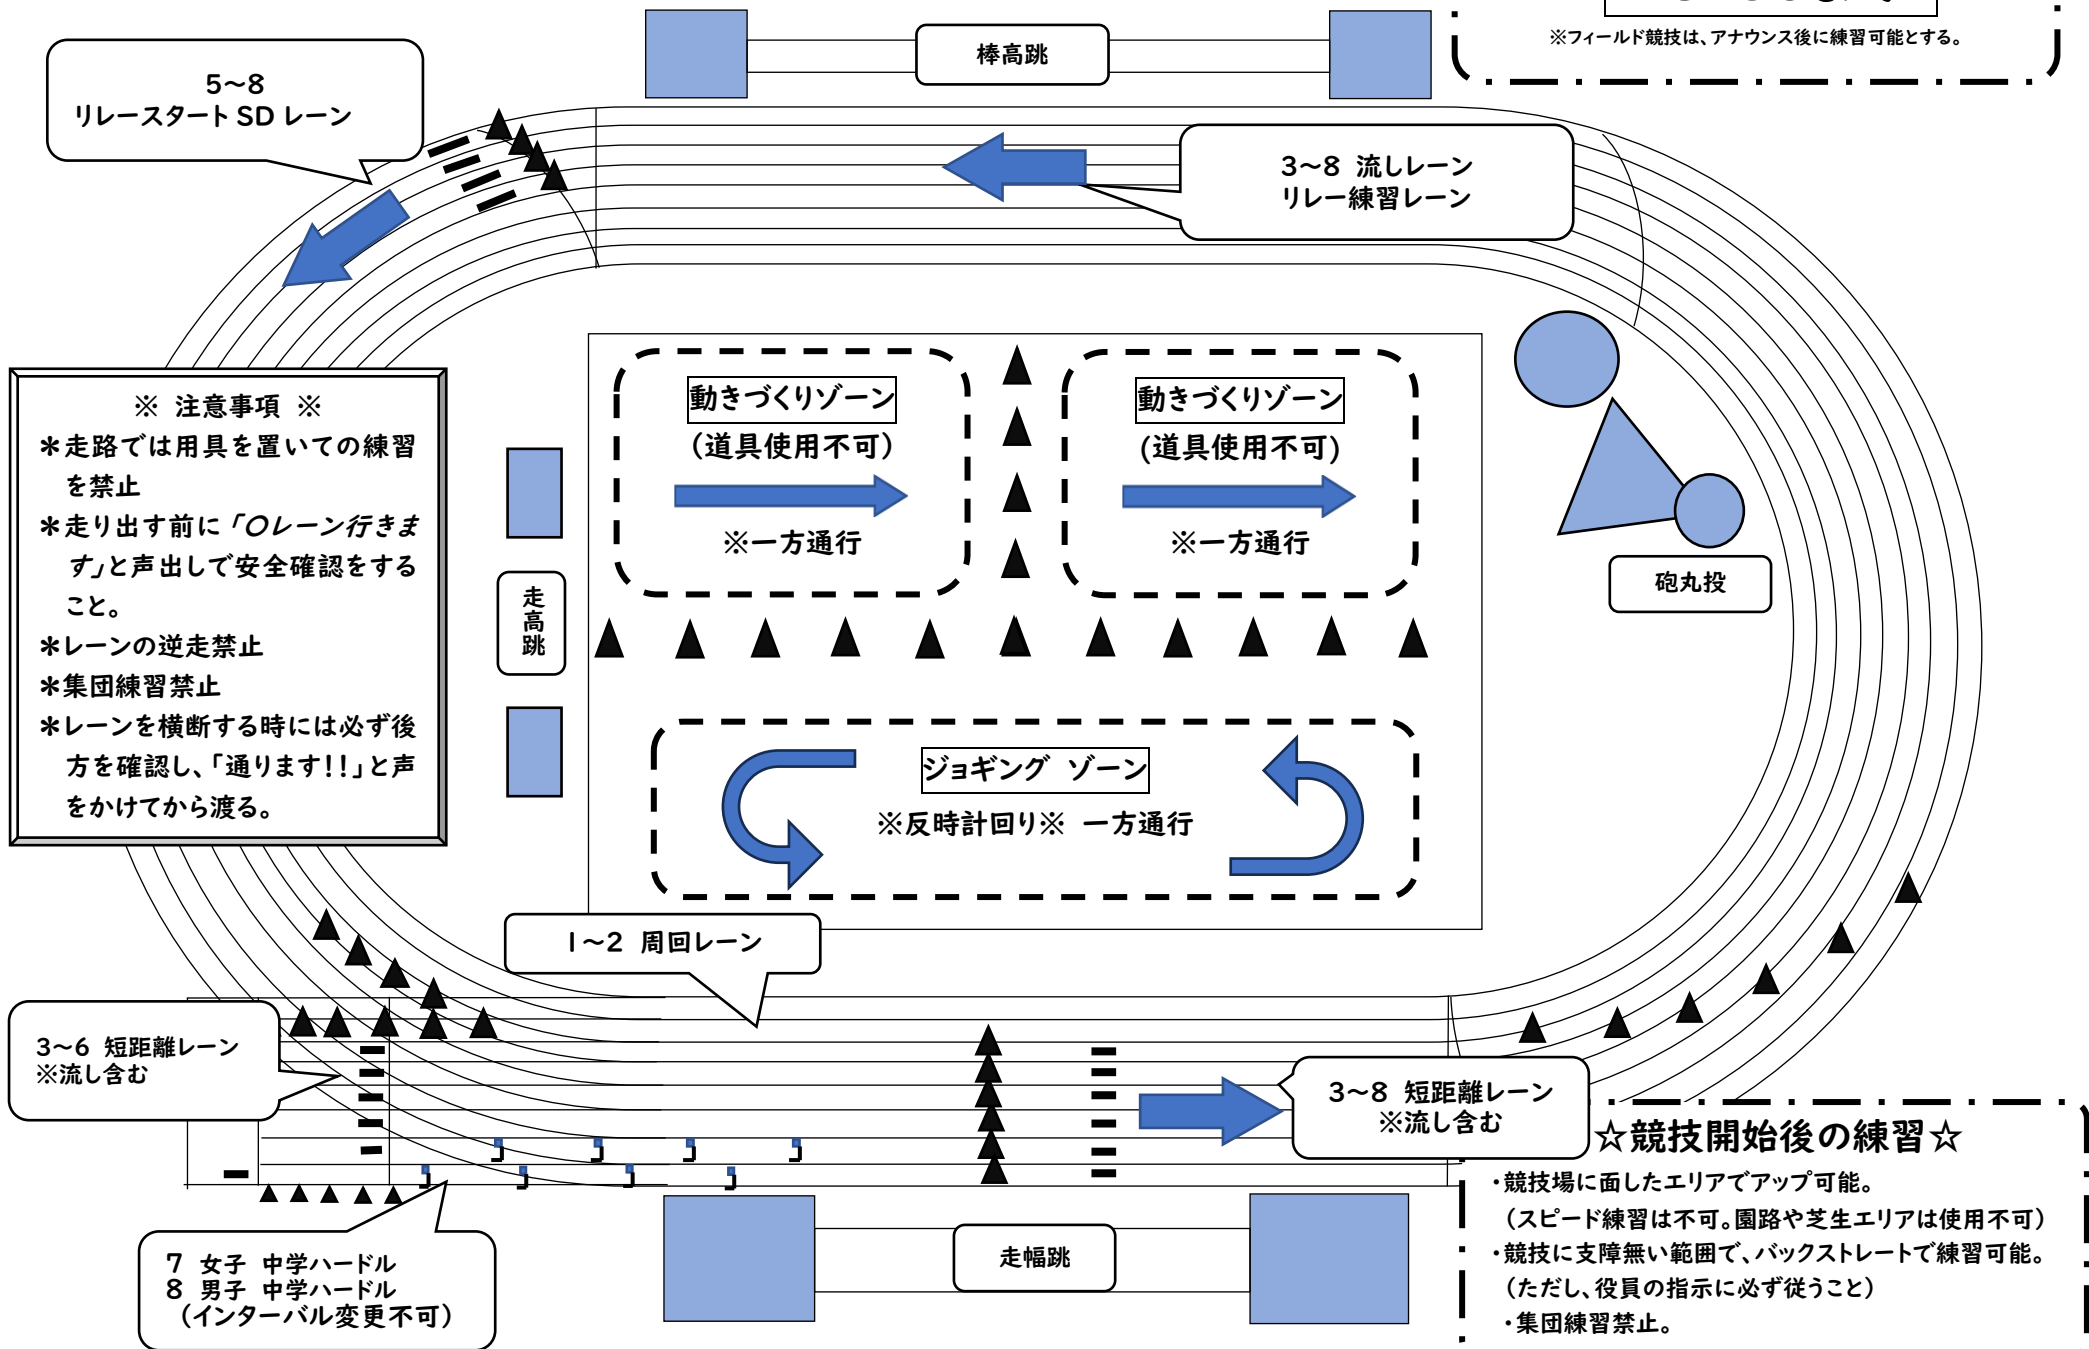 ※フィールド競技は、アナウンス後に練習可能とする。
棒高跳
5～8
リレースタート SD レーン
3～8 流しレーン
リレー練習レーン
※ 注意事項 ※
＊走路では用具を置いての練習
を禁止
＊走り出す前に「〇レーン行きま
す」と声出しで安全確認をする
こと。
＊レーンの逆走禁止
＊集団練習禁止
＊レーンを横断する時には必ず後
方を確認し、「通ります！！」と声
をかけてから渡る。
動きづくりゾーン
（道具使用不可）
※一方通行
動きづくりゾーン
（道具使用不可）
※一方通行
走高跳
砲丸投
ジョギング ゾーン
※反時計回り※ 一方通行
1～2 周回レーン
3～6 短距離レーン
※流し含む
3～8 短距離レーン
※流し含む
7 女子 中学ハードル
8 男子 中学ハードル
（インターバル変更不可）
走幅跳
☆競技開始後の練習☆
・競技場に面したエリアでアップ可能。
（スピード練習は不可。園路や芝生エリアは使用不可）
・競技に支障無い範囲で、バックストレートで練習可能。
（ただし、役員の指示に必ず従うこと）
・集団練習禁止。